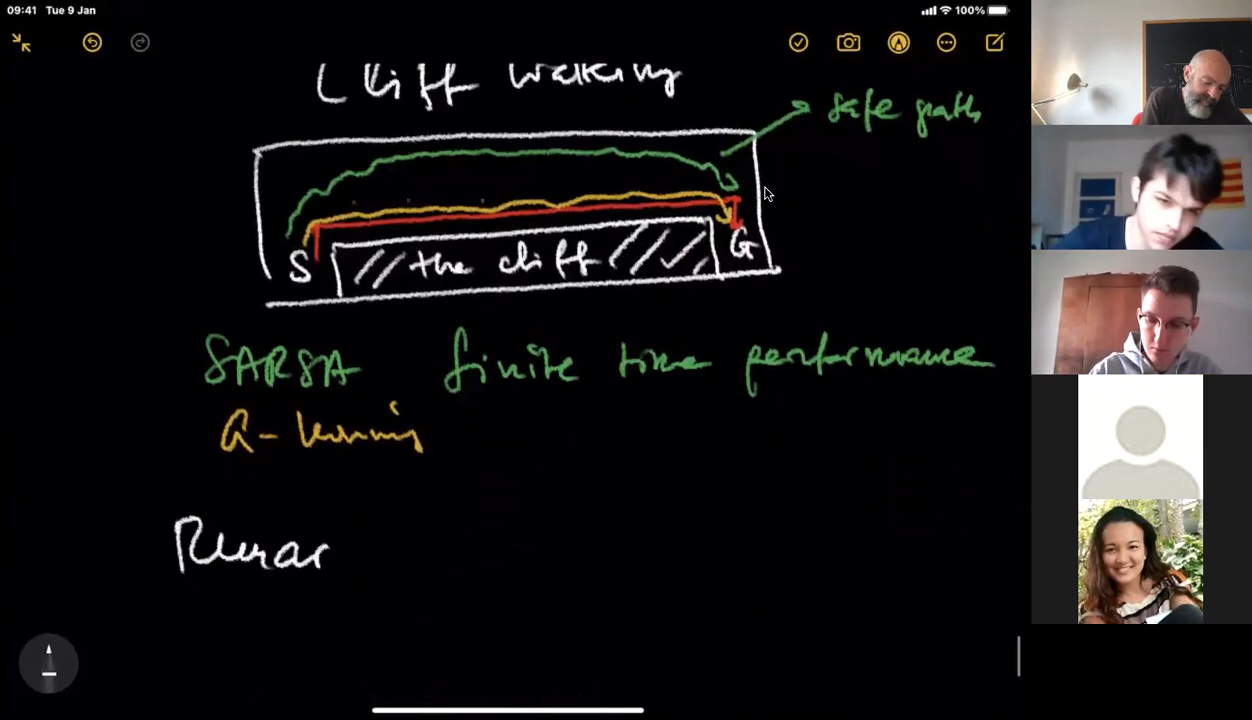 09:41 Tue 9 Jan
100%
Cliff walking
safe path
S
the cliff
G
SARSA finite time performance
Q-learning